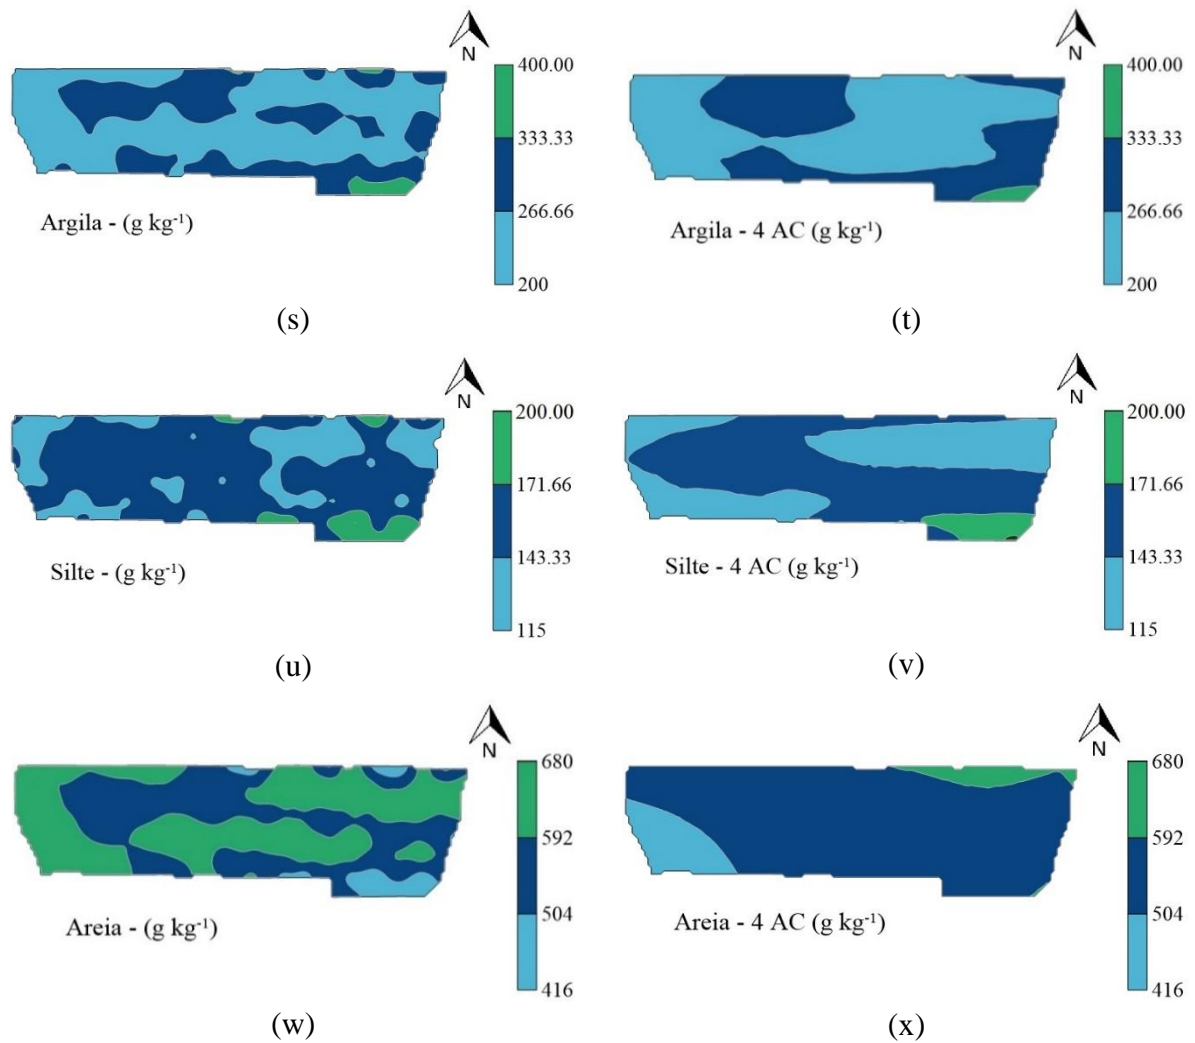 N
400.00
333.33
266.66
200
Argila - (g kg⁻¹)
(s)
N
400.00
333.33
266.66
200
Argila - 4 AC (g kg⁻¹)
(t)
N
200.00
171.66
143.33
115
Silte - (g kg⁻¹)
(u)
N
200.00
171.66
143.33
115
Silte - 4 AC (g kg⁻¹)
(v)
N
680
592
504
416
Areia - (g kg⁻¹)
(w)
N
680
592
504
416
Areia - 4 AC (g kg⁻¹)
(x)